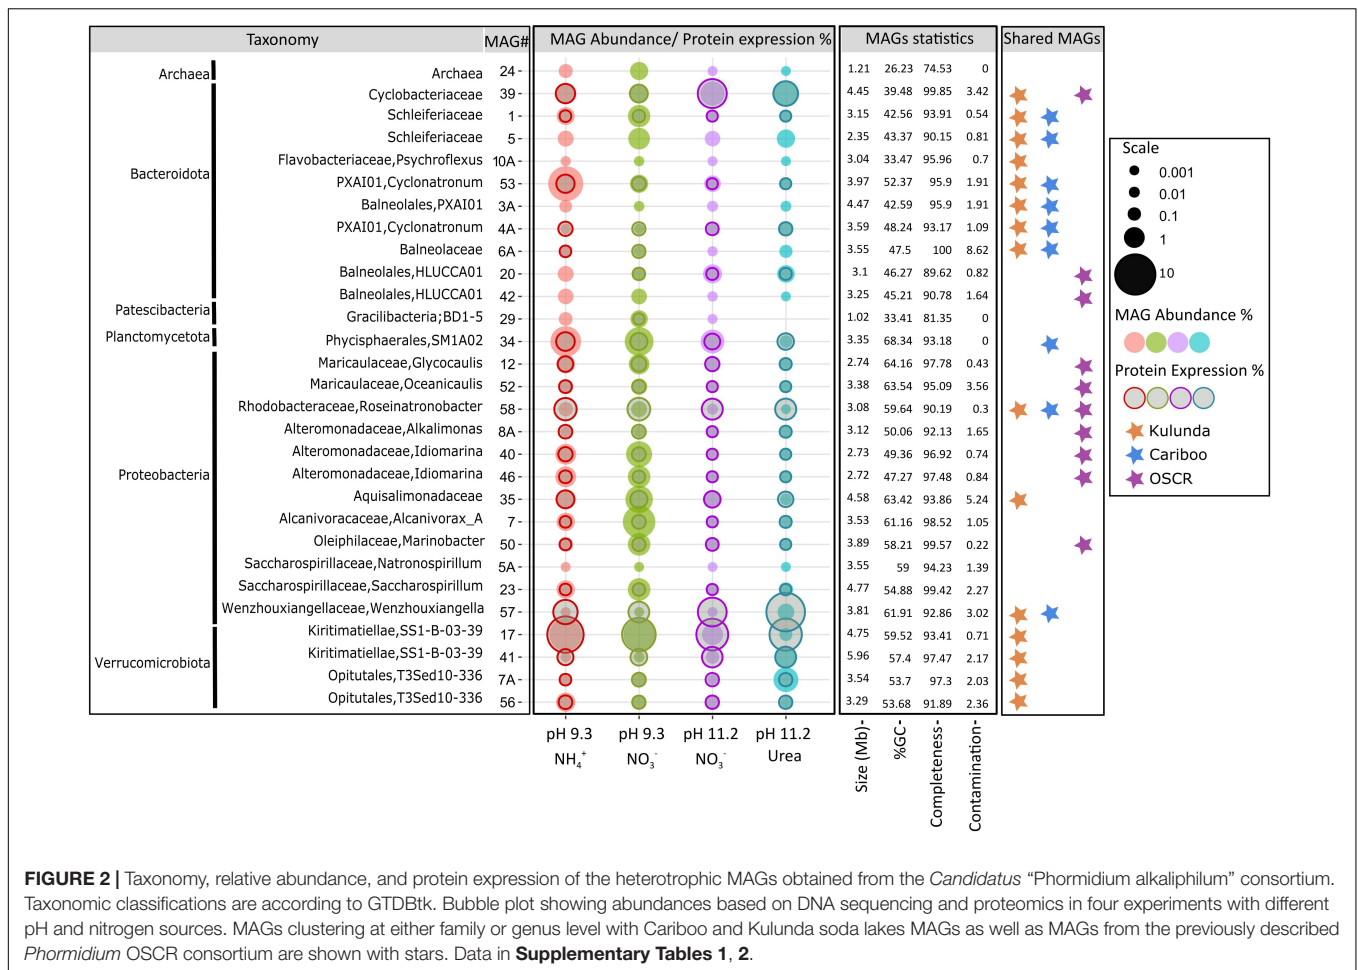 Taxonomy MAG# MAG Abundance/ Protein expression % MAGs statistics Shared MAGs
Archaea Archaea 24 1.21 26.23 74.53 0
Cyclobacteriaceae 39 4.45 39.48 99.85 3.42
Schleiferiaceae 1 3.15 42.56 93.91 0.54
Schleiferiaceae 5 2.35 43.37 90.15 0.81
Flavobacteriaceae,Psychroflexus 10A 3.04 33.47 95.96 0.7
Bacteroidota PXAI01,Cyclonatronum 53 3.97 52.37 95.9 1.91
Balneolales,PXAI01 3A 4.47 42.59 95.9 1.91
PXAI01,Cyclonatronum 4A 3.59 48.24 93.17 1.09
Balneolaceae 6A 3.55 47.5 100 8.62
Balneolales,HLUCCA01 20 3.1 46.27 89.62 0.82
Balneolales,HLUCCA01 42 3.25 45.21 90.78 1.64
Patescibacteria Gracilibacteria;BD1-5 29 1.02 33.41 81.35 0
Planctomycetota Phycisphaerales,SM1A02 34 3.35 68.34 93.18 0
Maricaulaceae,Glycocaulis 12 2.74 64.16 97.78 0.43
Maricaulaceae,Oceanicaulis 52 3.38 63.54 95.09 3.56
Rhodobacteraceae,Roseinatronobacter 58 3.08 59.64 90.19 0.3
Alteromonadaceae,Alkalimonas 8A 3.12 50.06 92.13 1.65
Alteromonadaceae,Idiomarina 40 2.73 49.36 96.92 0.74
Proteobacteria Alteromonadaceae,Idiomarina 46 2.72 47.27 97.48 0.84
Aquisalimonadaceae 35 4.58 63.42 93.86 5.24
Alcanivoracaceae,Alcanivorax_A 7 3.53 61.16 98.52 1.05
Oleiphilaceae,Marinobacter 50 3.89 58.21 99.57 0.22
Saccharospirillaceae,Natronospirillum 5A 3.55 59 94.23 1.39
Saccharospirillaceae,Saccharospirillum 23 4.77 54.88 99.42 2.27
Wenzhouxiangellaceae,Wenzhouxiangella 57 3.81 61.91 92.86 3.02
Kiritimatiellae,SS1-B-03-39 17 4.75 59.52 93.41 0.71
Verrucomicrobiota Kiritimatiellae,SS1-B-03-39 41 5.96 57.4 97.47 2.17
Opitutales,T3Sed10-336 7A 3.54 53.7 97.3 2.03
Opitutales,T3Sed10-336 56 3.29 53.68 91.89 2.36
pH 9.3 pH 9.3 pH 11.2 pH 11.2
NH₄⁺ NO₃⁻ NO₃⁻ Urea
Size (Mb)
%GC
Completeness
Contamination
Scale
0.001
0.01
0.1
1
10
MAG Abundance %
Protein Expression %
Kulunda
Cariboo
OSCR
FIGURE 2 | Taxonomy, relative abundance, and protein expression of the heterotrophic MAGs obtained from the Candidatus “Phormidium alkaliphilum” consortium.
Taxonomic classifications are according to GTDBtk. Bubble plot showing abundances based on DNA sequencing and proteomics in four experiments with different
pH and nitrogen sources. MAGs clustering at either family or genus level with Cariboo and Kulunda soda lakes MAGs as well as MAGs from the previously described
Phormidium OSCR consortium are shown with stars. Data in Supplementary Tables 1, 2.